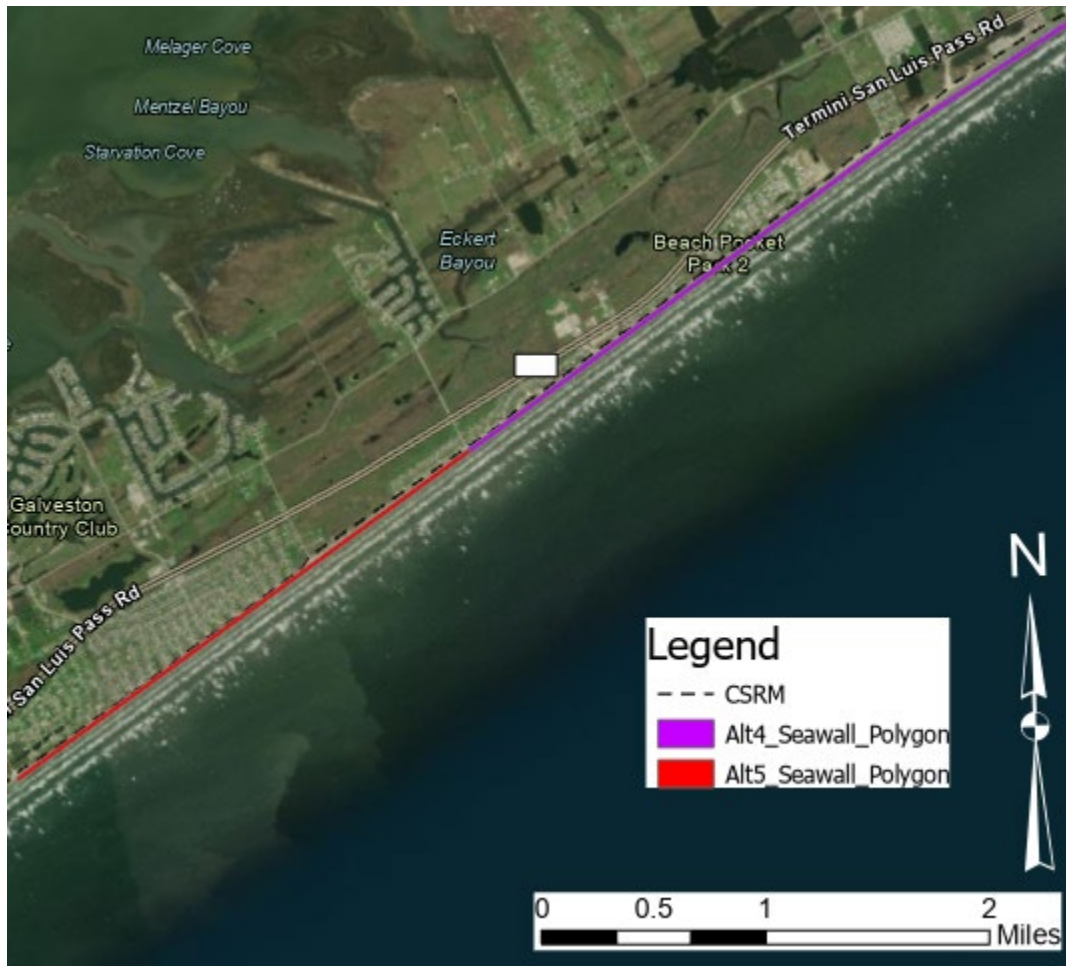 Melager Cove
Mentzel Bayou
Starvation Cove
Termini San Luis Pass Rd
Eckert
Bayou
Beach Pocket
Park 2
Galveston
Country Club
San Luis Pass Rd
N
Legend
CSRM
Alt4_Seawall_Polygon
Alt5_Seawall_Polygon
0 0.5 1 2
Miles